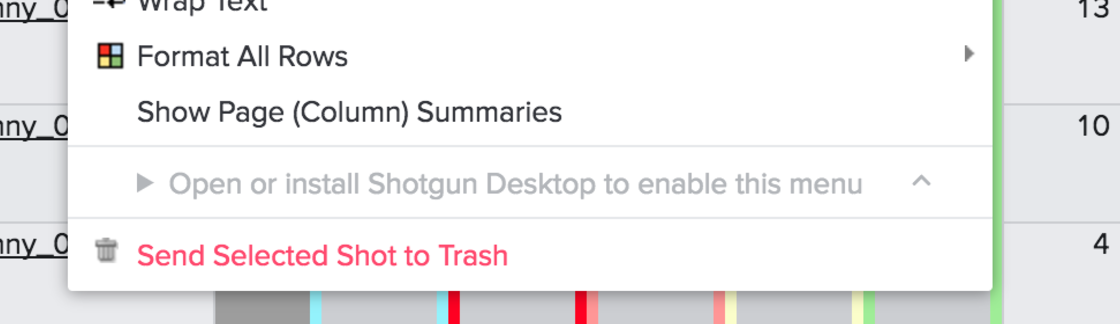 Wrap Text
13
Format All Rows
Show Page (Column) Summaries
nny_0
10
Open or install Shotgun Desktop to enable this menu
nny_0
4
Send Selected Shot to Trash